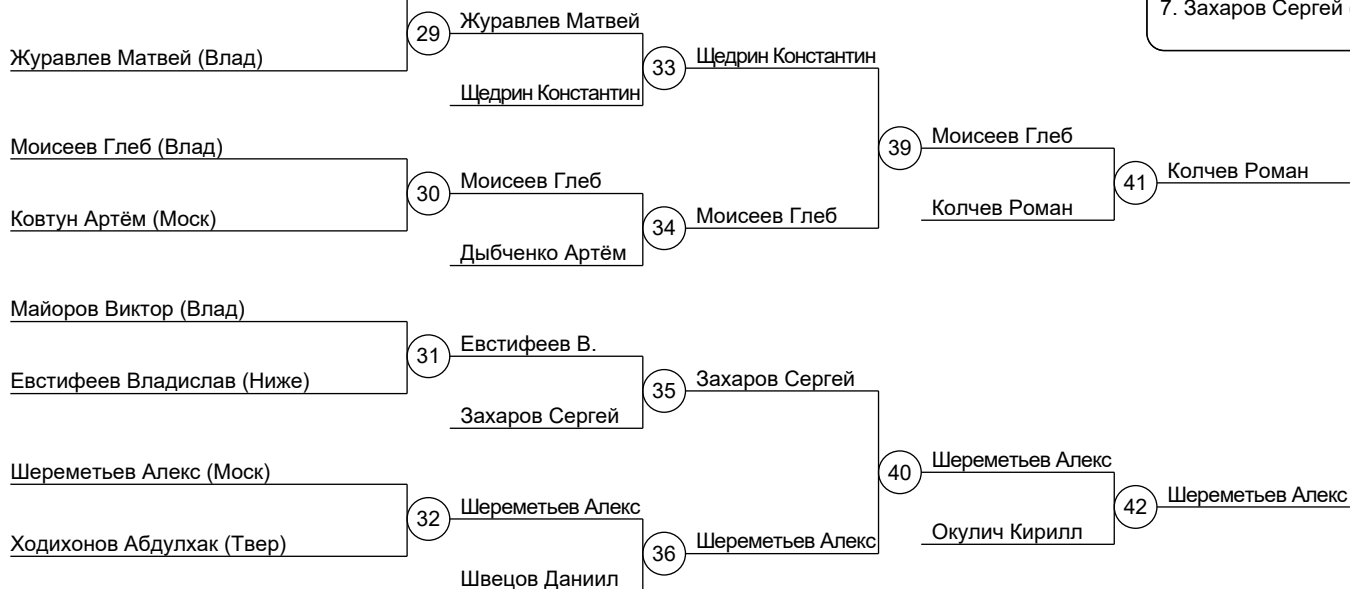 7. Захаров Сергей
29
Журавлев Матвей
Журавлев Матвей (Влад)
33
Щедрин Константин
Щедрин Константин
Моисеев Глеб (Влад)
39
Моисеев Глеб
30
Моисеев Глеб
41
Колчев Роман
Ковтун Артём (Моск)
34
Моисеев Глеб
Колчев Роман
Дыбченко Артём
Майоров Виктор (Влад)
31
Евстифеев В.
Евстифеев Владислав (Ниже)
35
Захаров Сергей
Захаров Сергей
Шереметьев Алекс (Моск)
40
Шереметьев Алекс
32
Шереметьев Алекс
42
Шереметьев Алекс
Ходихонов Абдулхак (Твер)
36
Шереметьев Алекс
Окулич Кирилл
Швецов Даниил